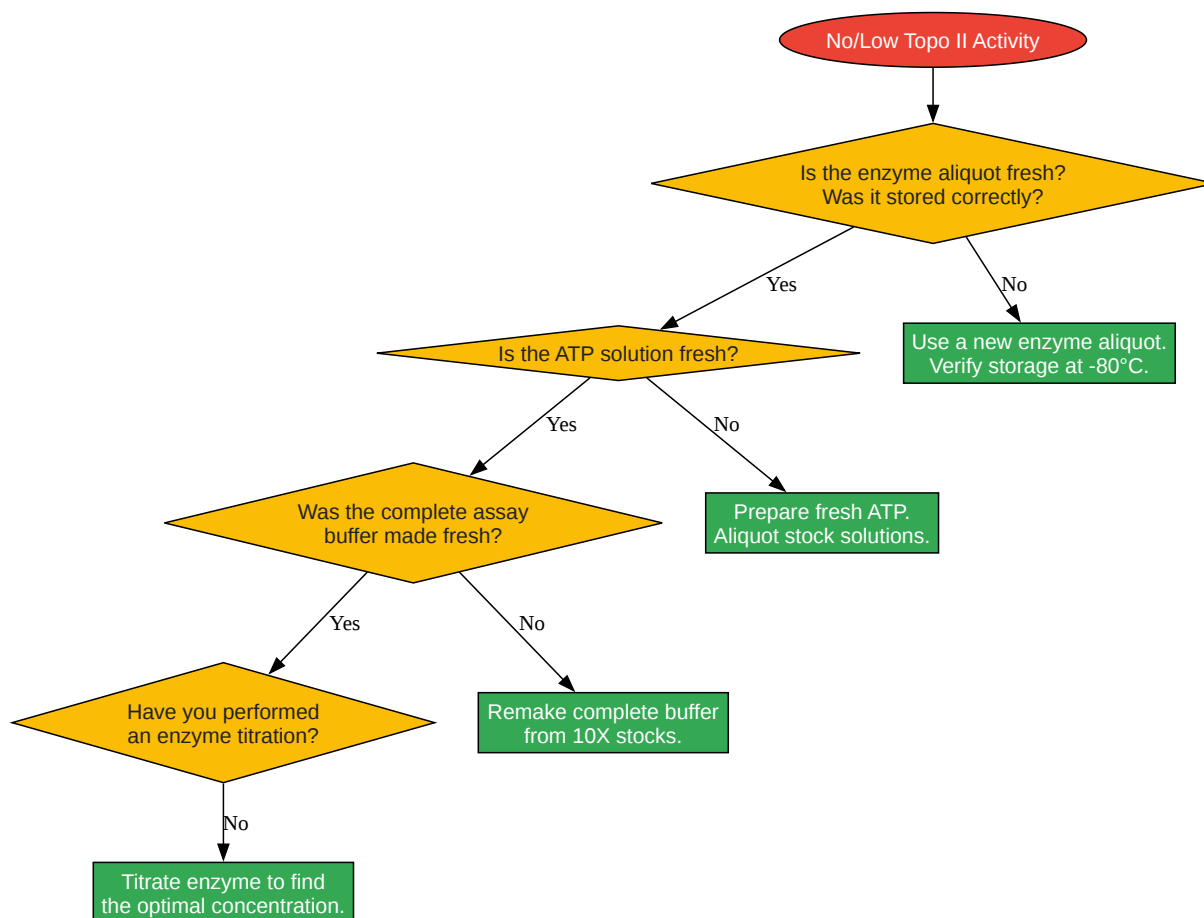 No/Low Topo II Activity
Is the enzyme aliquot fresh?
Was it stored correctly?
Yes
No
Is the ATP solution fresh?
Use a new enzyme aliquot.
Verify storage at -80°C.
Yes
No
Was the complete assay
buffer made fresh?
Prepare fresh ATP.
Aliquot stock solutions.
Yes
No
Have you performed
an enzyme titration?
Remake complete buffer
from 10X stocks.
No
Titrate enzyme to find
the optimal concentration.